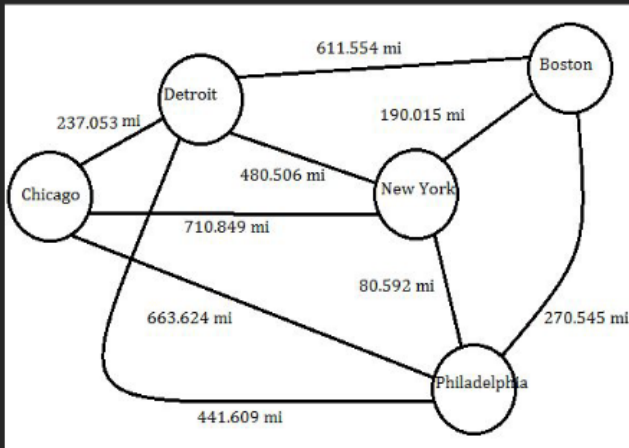 611.554 mi
Boston
Detroit
237.053 mi
190.015 mi
480.506 mi
New York
Chicago
710.849 mi
80.592 mi
663.624 mi
270.545 mi
Philadelphia
441.609 mi